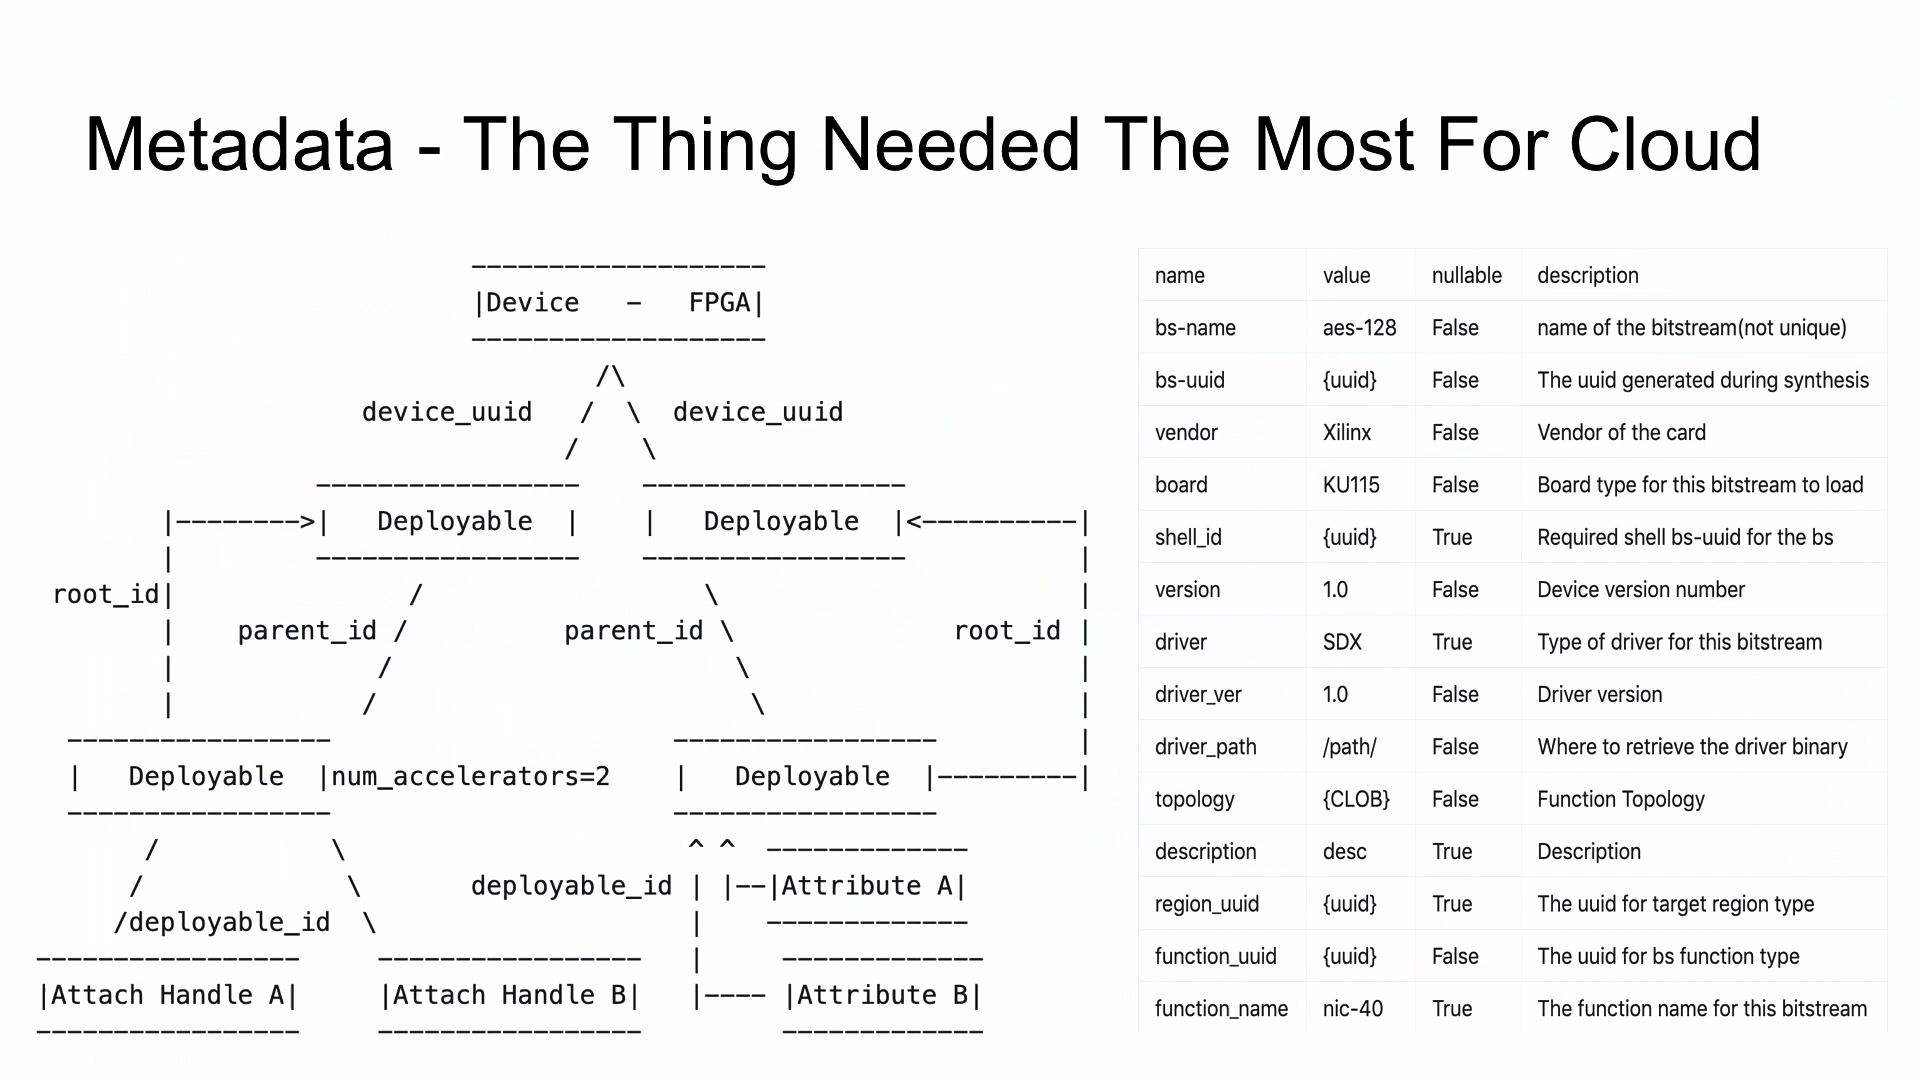 Metadata - The Thing Needed The Most For Cloud
-------------------
|Device   -   FPGA|
-------------------
/\
device_uuid   /  \  device_uuid
/    \
-----------------    -----------------
|-------->|   Deployable  |    |   Deployable  |<----------|
|         -----------------    -----------------           |
root_id|               /                  \                       |
|    parent_id /          parent_id \              root_id |
|             /                      \                     |
|            /                        \                    |
-----------------                      -----------------         |
|   Deployable  |num_accelerators=2    |   Deployable  |---------|
-----------------                      -----------------
/           \                      ^ ^  -------------
/             \       deployable_id | |--|Attribute A|
/deployable_id  \                    |    -------------
-----------------     -----------------   |     -------------
|Attach Handle A|     |Attach Handle B|   |---- |Attribute B|
-----------------     -----------------         -------------
name value nullable description
bs-name aes-128 False name of the bitstream(not unique)
bs-uuid {uuid} False The uuid generated during synthesis
vendor Xilinx False Vendor of the card
board KU115 False Board type for this bitstream to load
shell_id {uuid} True Required shell bs-uuid for the bs
version 1.0 False Device version number
driver SDX True Type of driver for this bitstream
driver_ver 1.0 False Driver version
driver_path /path/ False Where to retrieve the driver binary
topology {CLOB} False Function Topology
description desc True Description
region_uuid {uuid} True The uuid for target region type
function_uuid {uuid} False The uuid for bs function type
function_name nic-40 True The function name for this bitstream